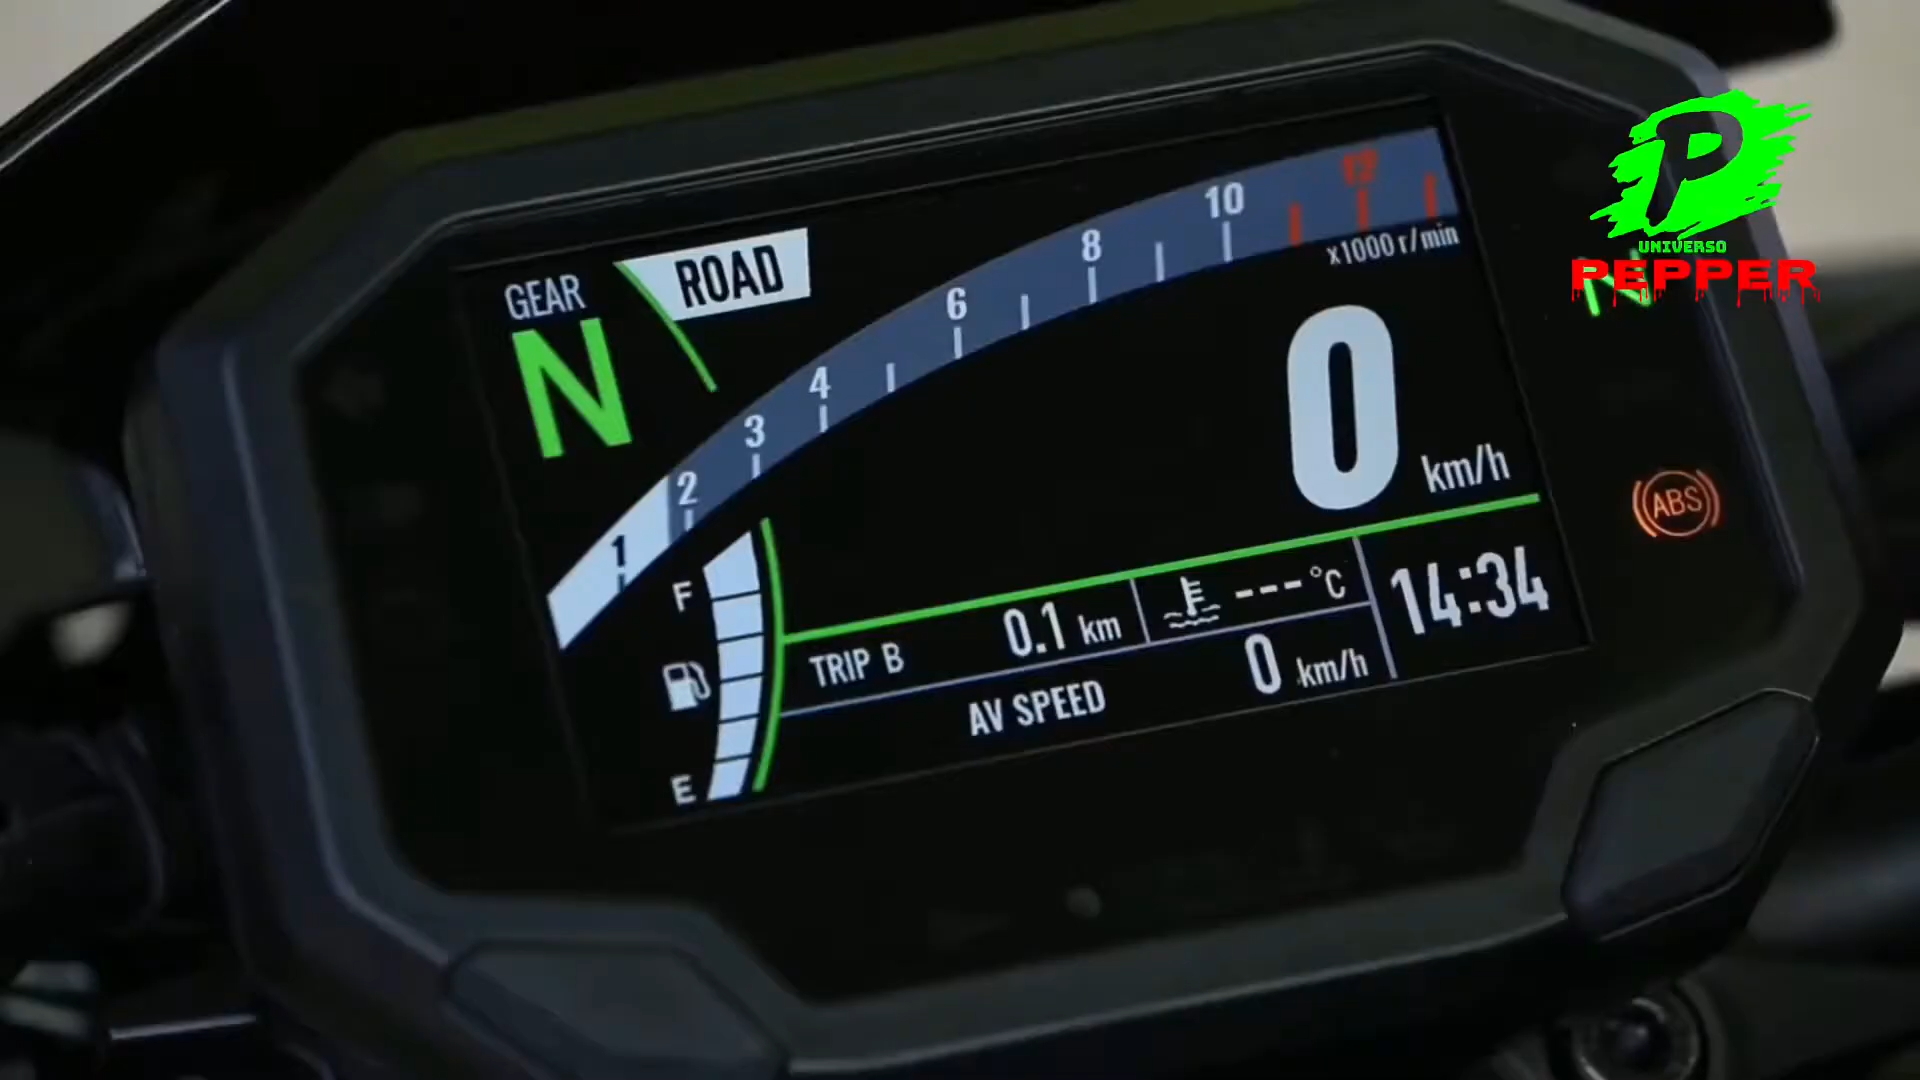 GEAR
ROAD
N
1
2
3
4
6
8
10
12
x1000 r/min
0
km/h
F
E
TRIP B
0.1 km
---°C
14:34
AV SPEED
0 km/h
N
ABS
P
UNIVERSO
PEPPER